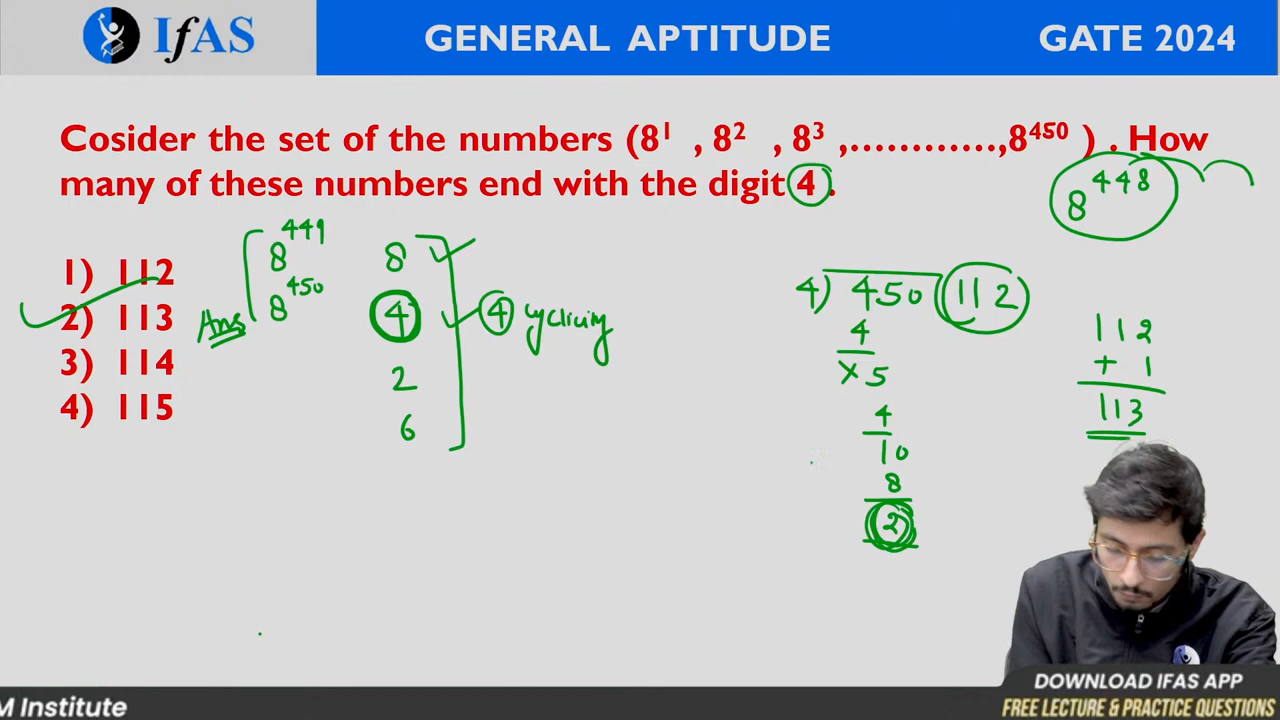 IfAS GENERAL APTITUDE GATE 2024
Cosider the set of the numbers (8¹ , 8² , 8³ ,…………,8⁴⁵⁰ ) . How
many of these numbers end with the digit 4 .
8⁴⁴⁸
1) 112
2) 113
3) 114
4) 115
Ans
8⁴⁴⁹
8⁴⁵⁰
8
4
2
6
4 cyclicity
4) 450 (112
4
x 5
4
10
8
2
112
+ 1
113
DOWNLOAD IFAS APP
FREE LECTURE & PRACTICE QUESTIONS
M Institute